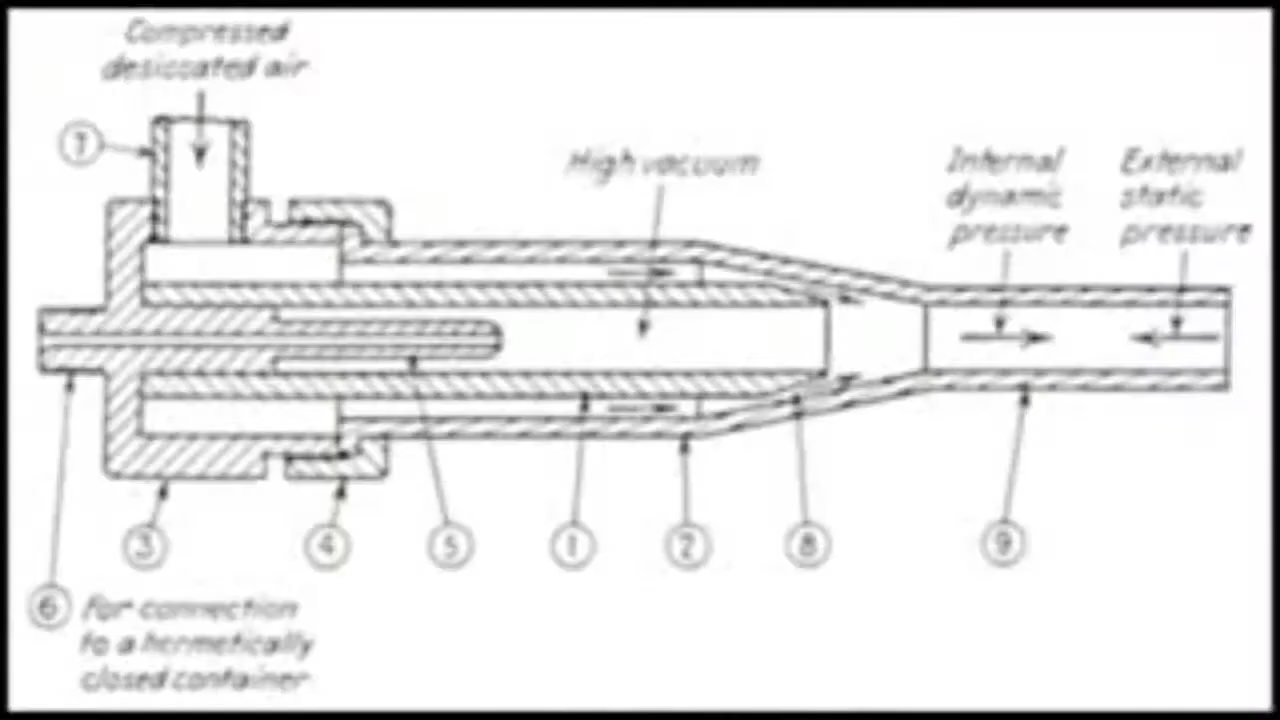 Compressed
desiccated air
7
High vacuum
Internal
dynamic
pressure
External
static
pressure
3
4
5
1
2
8
9
6
for connection
to a hermetically
closed container